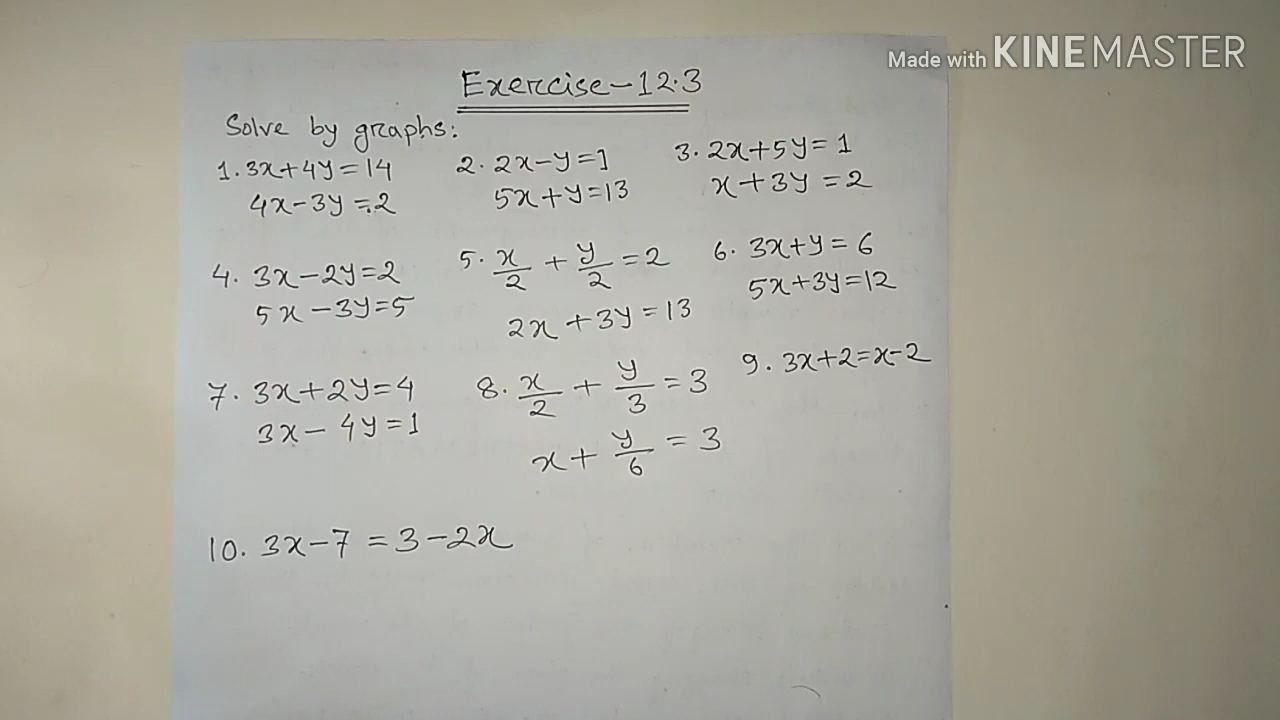 Made with KINEMASTER
Exercise-12.3
Solve by graphs:
1. 3x+4y=14
4x-3y=2
2. 2x-y=1
5x+y=13
3. 2x+5y=1
x+3y=2
4. 3x-2y=2
5x-3y=5
5. x/2 + y/2 = 2
2x+3y=13
6. 3x+y=6
5x+3y=12
7. 3x+2y=4
3x-4y=1
8. x/2 + y/3 = 3
x + y/6 = 3
9. 3x+2=x-2
10. 3x-7=3-2x